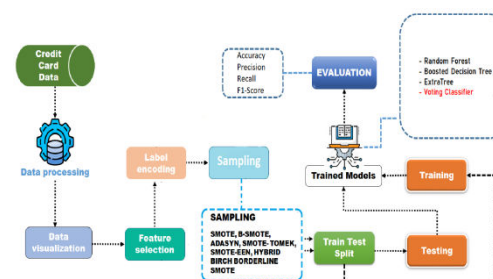 Credit
Card
Data
Data processing
Data
visualization
Feature
selection
Label
encoding
Sampling
SAMPLING
SMOTE, B-SMOTE,
ADASYN, SMOTE-TOMEK,
SMOTE-EEN, HYBRID
BIRCH BORDERLINE
SMOTE
Train Test
Split
Testing
Training
Trained Models
EVALUATION
Accuracy
Precision
Recall
F1-Score
- Random Forest
- Boosted Decision Tree
- ExtraTree
- Voting Classifier